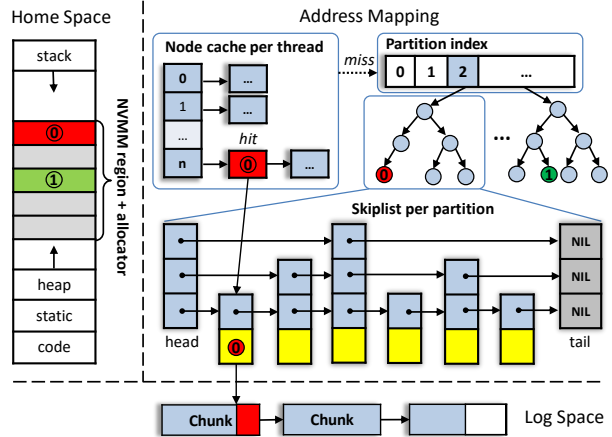 Home Space
stack
⓪
①
heap
static
code
NVMM region + allocator
Address Mapping
Node cache per thread
0
...
1
...
...
hit
n
⓪
...
miss
Partition index
0 1 2 ...
...
0
1
Skiplist per partition
NIL
NIL
NIL
head
tail
0
Chunk
Chunk
Log Space